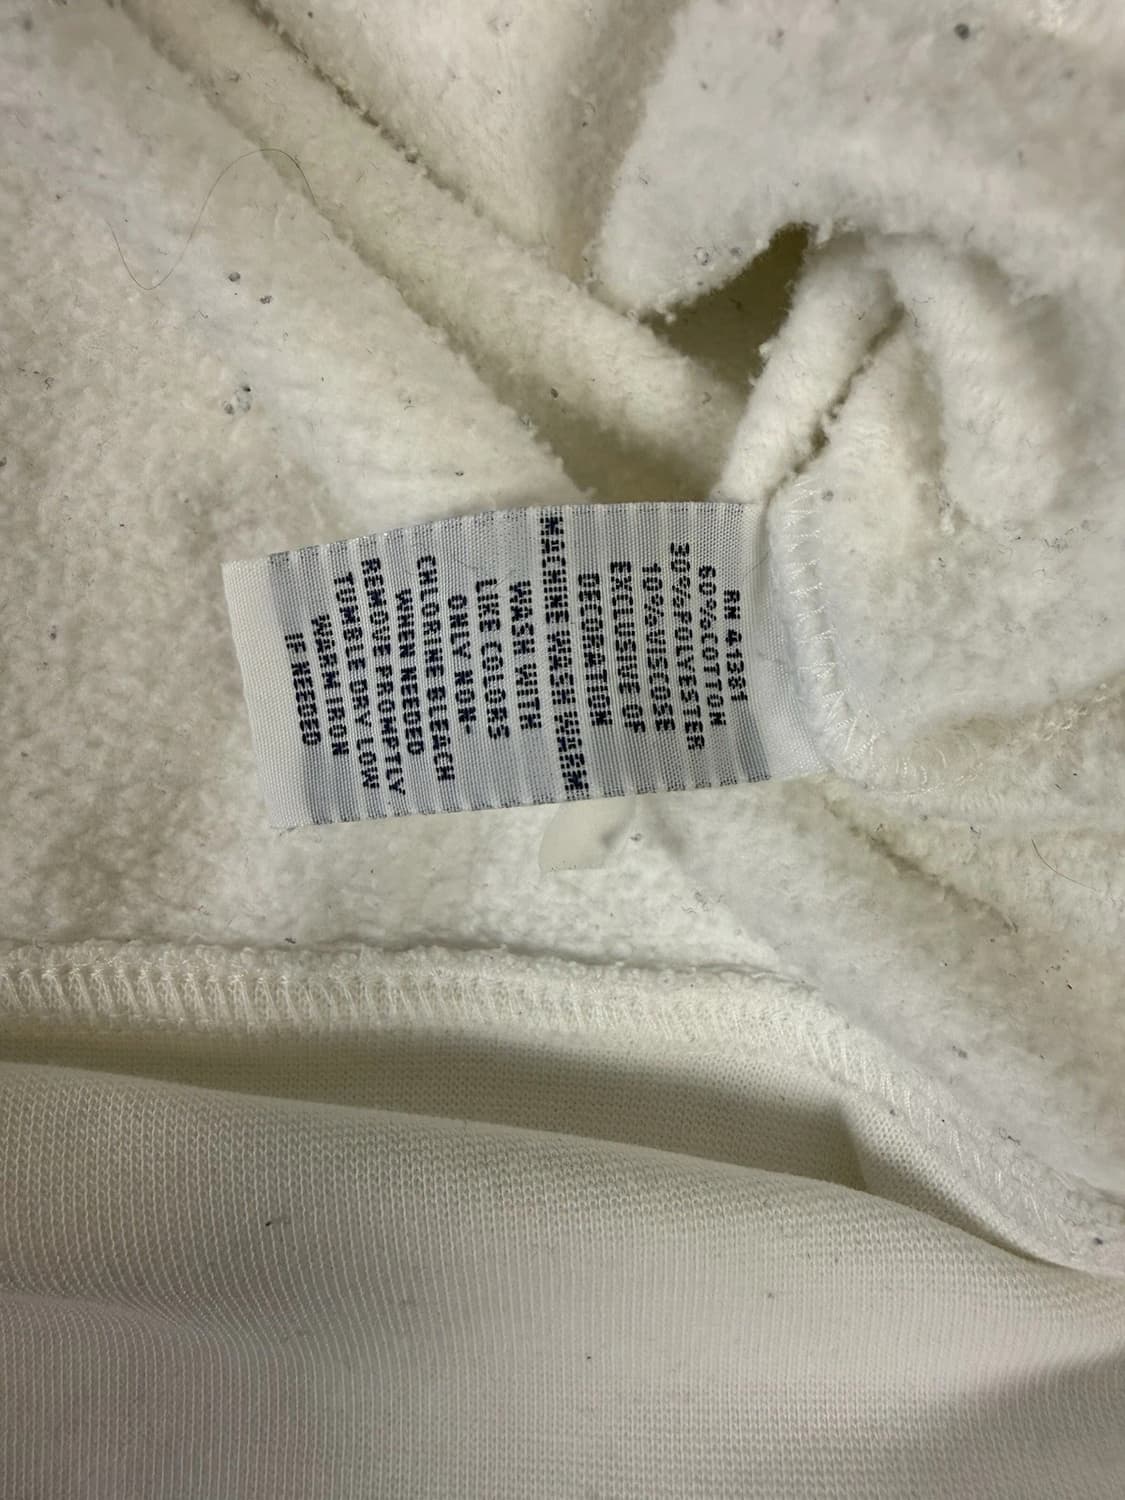 RN 41381
60%COTTON
30%POLYESTER
10%VISCOSE
EXCLUSIVE OF
DECORATION
MACHINE WASH WARM
WASH WITH
LIKE COLORS
ONLY NON-
CHLORINE BLEACH
WHEN NEEDED
REMOVE PROMPTLY
TUMBLE DRY LOW
WARM IRON
IF NEEDED